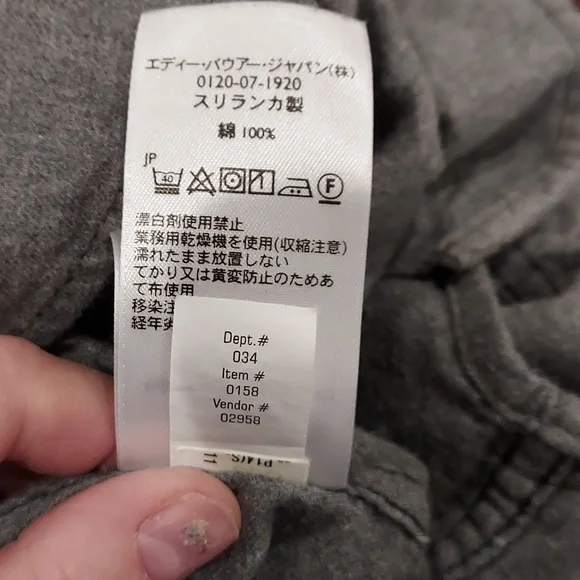 エディー・バウアー・ジャパン(株)
0120-07-1920
スリランカ製
綿 100%
JP
40
漂白剤使用禁止
業務用乾燥機を使用(収縮注意)
濡れたまま放置しない
てかり又は黄変防止のためあ
て布使用
移染注
経年劣
Dept.#
034
Item #
0158
Vendor #
02958
F